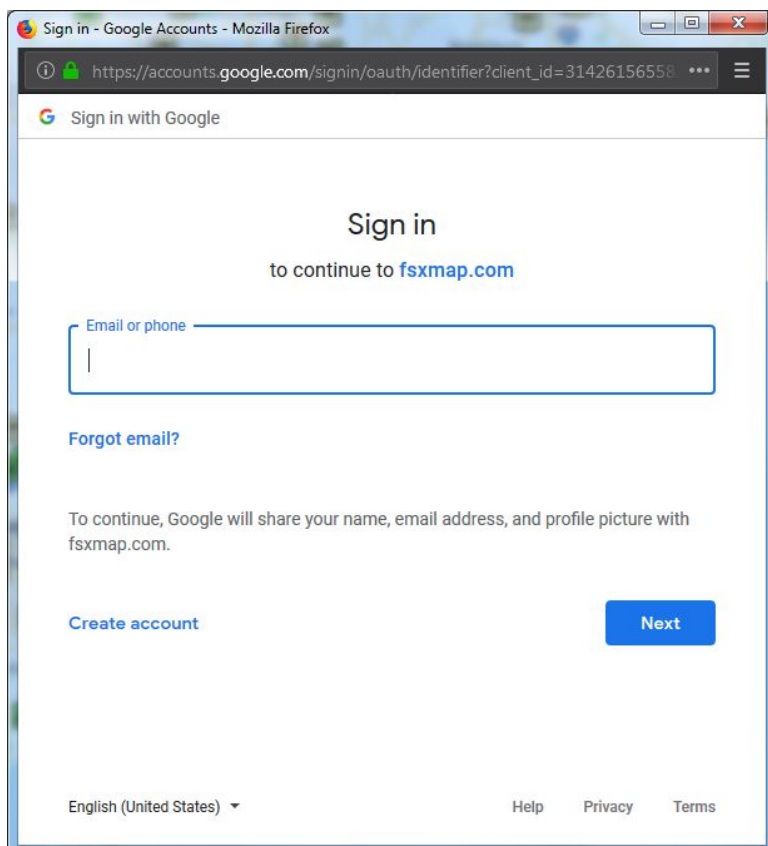 Sign in - Google Accounts - Mozilla Firefox
https://accounts.google.com/signin/oauth/identifier?client_id=31426156558
Sign in with Google
Sign in
to continue to fsxmap.com
Email or phone
Forgot email?
To continue, Google will share your name, email address, and profile picture with
fsxmap.com.
Create account
Next
English (United States)
Help Privacy Terms